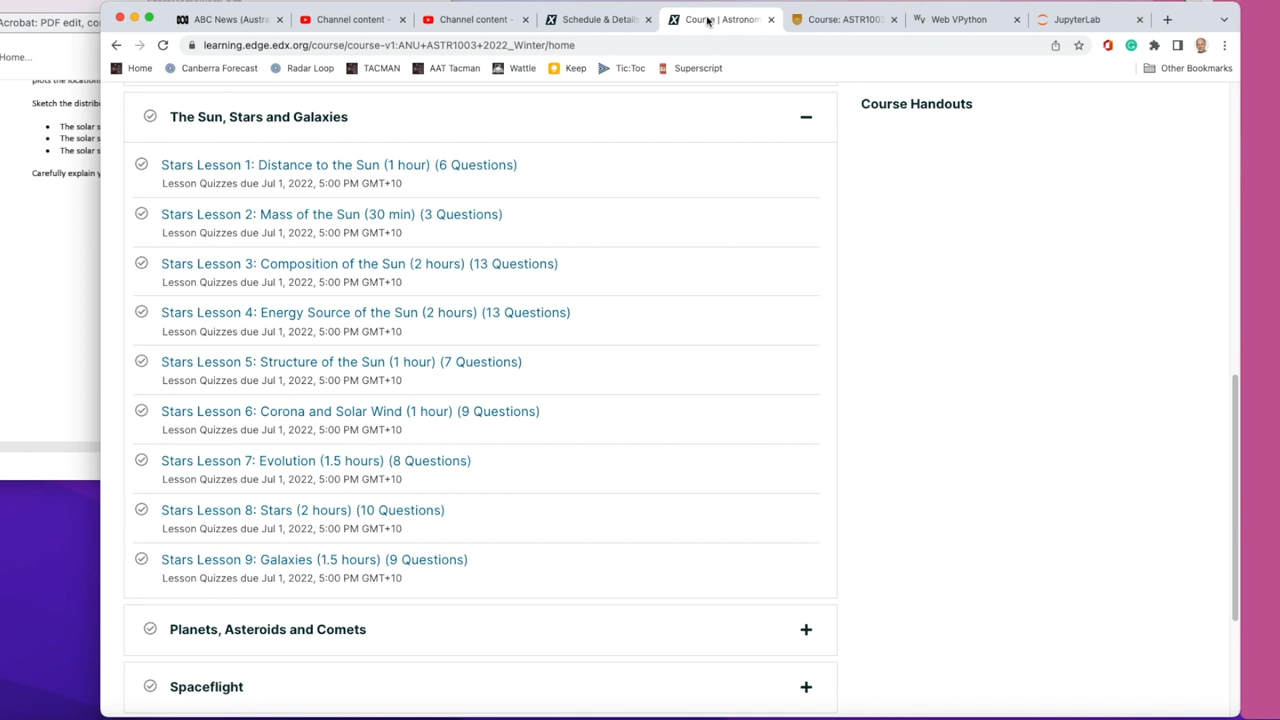 Acrobat: PDF edit, co
Home...
ABC News (Austra
Channel content -
Channel content -
Schedule & Details
Course | Astronom
Course: ASTR1003
Web VPython
JupyterLab
learning.edge.edx.org/course/course-v1:ANU+ASTR1003+2022_Winter/home
Home
Canberra Forecast
Radar Loop
TACMAN
AAT Tacman
Wattle
Keep
Tic:Toc
Superscript
Other Bookmarks
Sketch the distrib
The solar s
The solar s
The solar s
Carefully explain y
The Sun, Stars and Galaxies
Course Handouts
Stars Lesson 1: Distance to the Sun (1 hour) (6 Questions)
Lesson Quizzes due Jul 1, 2022, 5:00 PM GMT+10
Stars Lesson 2: Mass of the Sun (30 min) (3 Questions)
Lesson Quizzes due Jul 1, 2022, 5:00 PM GMT+10
Stars Lesson 3: Composition of the Sun (2 hours) (13 Questions)
Lesson Quizzes due Jul 1, 2022, 5:00 PM GMT+10
Stars Lesson 4: Energy Source of the Sun (2 hours) (13 Questions)
Lesson Quizzes due Jul 1, 2022, 5:00 PM GMT+10
Stars Lesson 5: Structure of the Sun (1 hour) (7 Questions)
Lesson Quizzes due Jul 1, 2022, 5:00 PM GMT+10
Stars Lesson 6: Corona and Solar Wind (1 hour) (9 Questions)
Lesson Quizzes due Jul 1, 2022, 5:00 PM GMT+10
Stars Lesson 7: Evolution (1.5 hours) (8 Questions)
Lesson Quizzes due Jul 1, 2022, 5:00 PM GMT+10
Stars Lesson 8: Stars (2 hours) (10 Questions)
Lesson Quizzes due Jul 1, 2022, 5:00 PM GMT+10
Stars Lesson 9: Galaxies (1.5 hours) (9 Questions)
Lesson Quizzes due Jul 1, 2022, 5:00 PM GMT+10
Planets, Asteroids and Comets
Spaceflight